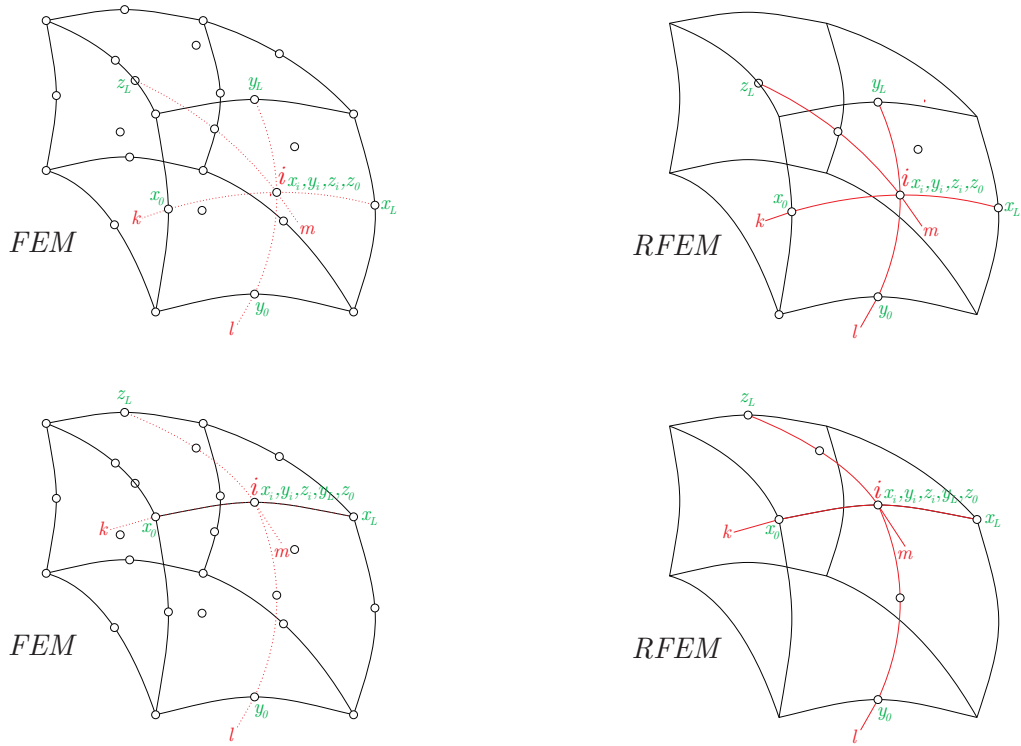 z_L
y_L
i x_i,y_i,z_i,z_0
x_0
k
x_L
m
FEM
y_0
l
z_L
y_L
i x_i,y_i,z_i,z_0
x_0
k
x_L
m
RFEM
y_0
l
z_L
i x_i,y_i,z_i,y_L,z_0
k
x_0
x_L
m
FEM
y_0
l
z_L
i x_i,y_i,z_i,y_L,z_0
k
x_0
x_L
m
RFEM
y_0
l